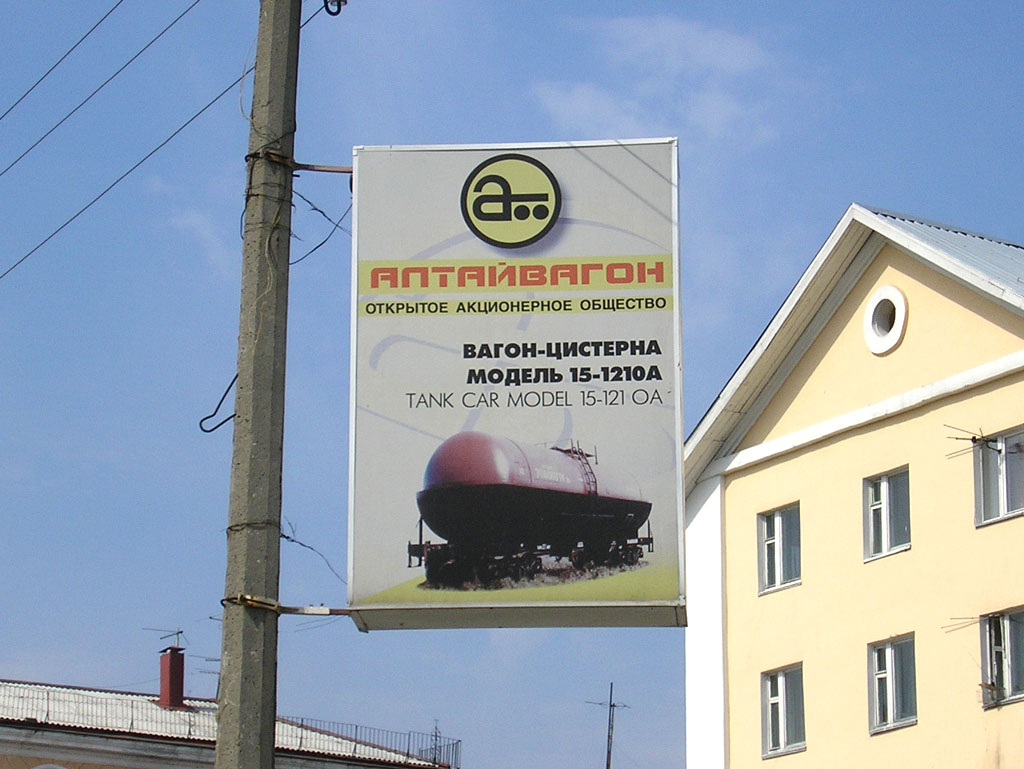 а
АЛТАЙВАГОН
ОТКРЫТОЕ АКЦИОНЕРНОЕ ОБЩЕСТВО
ВАГОН-ЦИСТЕРНА
МОДЕЛЬ 15-1210А
TANK CAR MODEL 15-121 OA